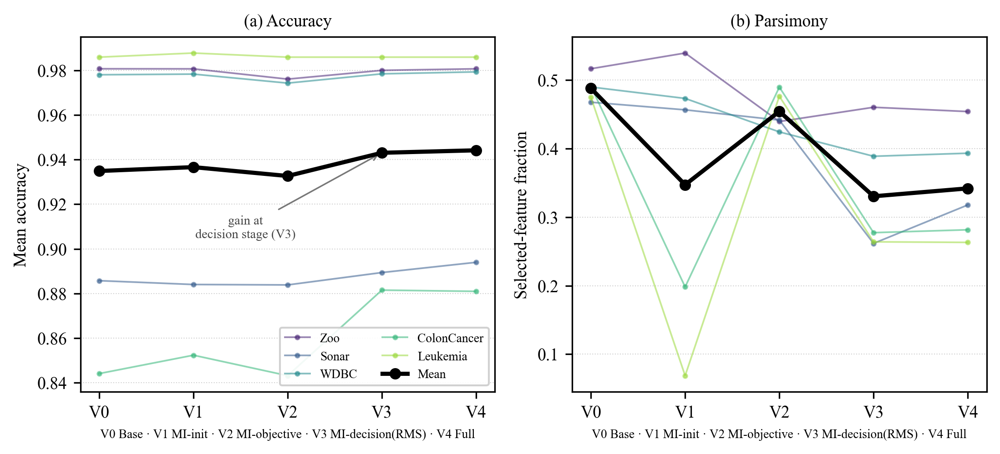 (a) Accuracy
Mean accuracy
0.98
0.96
0.94
0.92
0.90
0.88
0.86
0.84
gain at
decision stage (V3)
Zoo
Sonar
WDBC
ColonCancer
Leukemia
Mean
V0
V1
V2
V3
V4
V0 Base · V1 MI-init · V2 MI-objective · V3 MI-decision(RMS) · V4 Full
(b) Parsimony
Selected-feature fraction
0.5
0.4
0.3
0.2
0.1
V0
V1
V2
V3
V4
V0 Base · V1 MI-init · V2 MI-objective · V3 MI-decision(RMS) · V4 Full